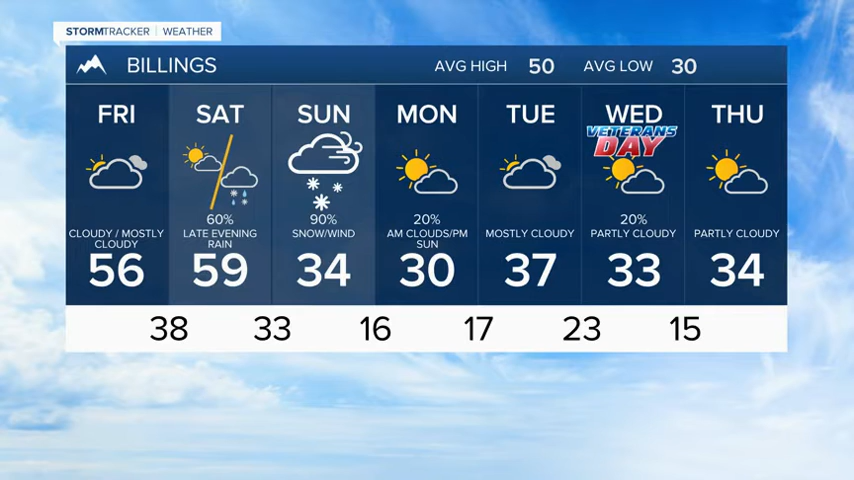 STORMTRACKER | WEATHER
BILLINGS AVG HIGH 50 AVG LOW 30
FRI SAT SUN MON TUE WED THU
VETERANS
DAY
60% 90% 20% 20%
CLOUDY / MOSTLY LATE EVENING SNOW/WIND AM CLOUDS/PM MOSTLY CLOUDY PARTLY CLOUDY PARTLY CLOUDY
CLOUDY RAIN SUN
56 59 34 30 37 33 34
38 33 16 17 23 15